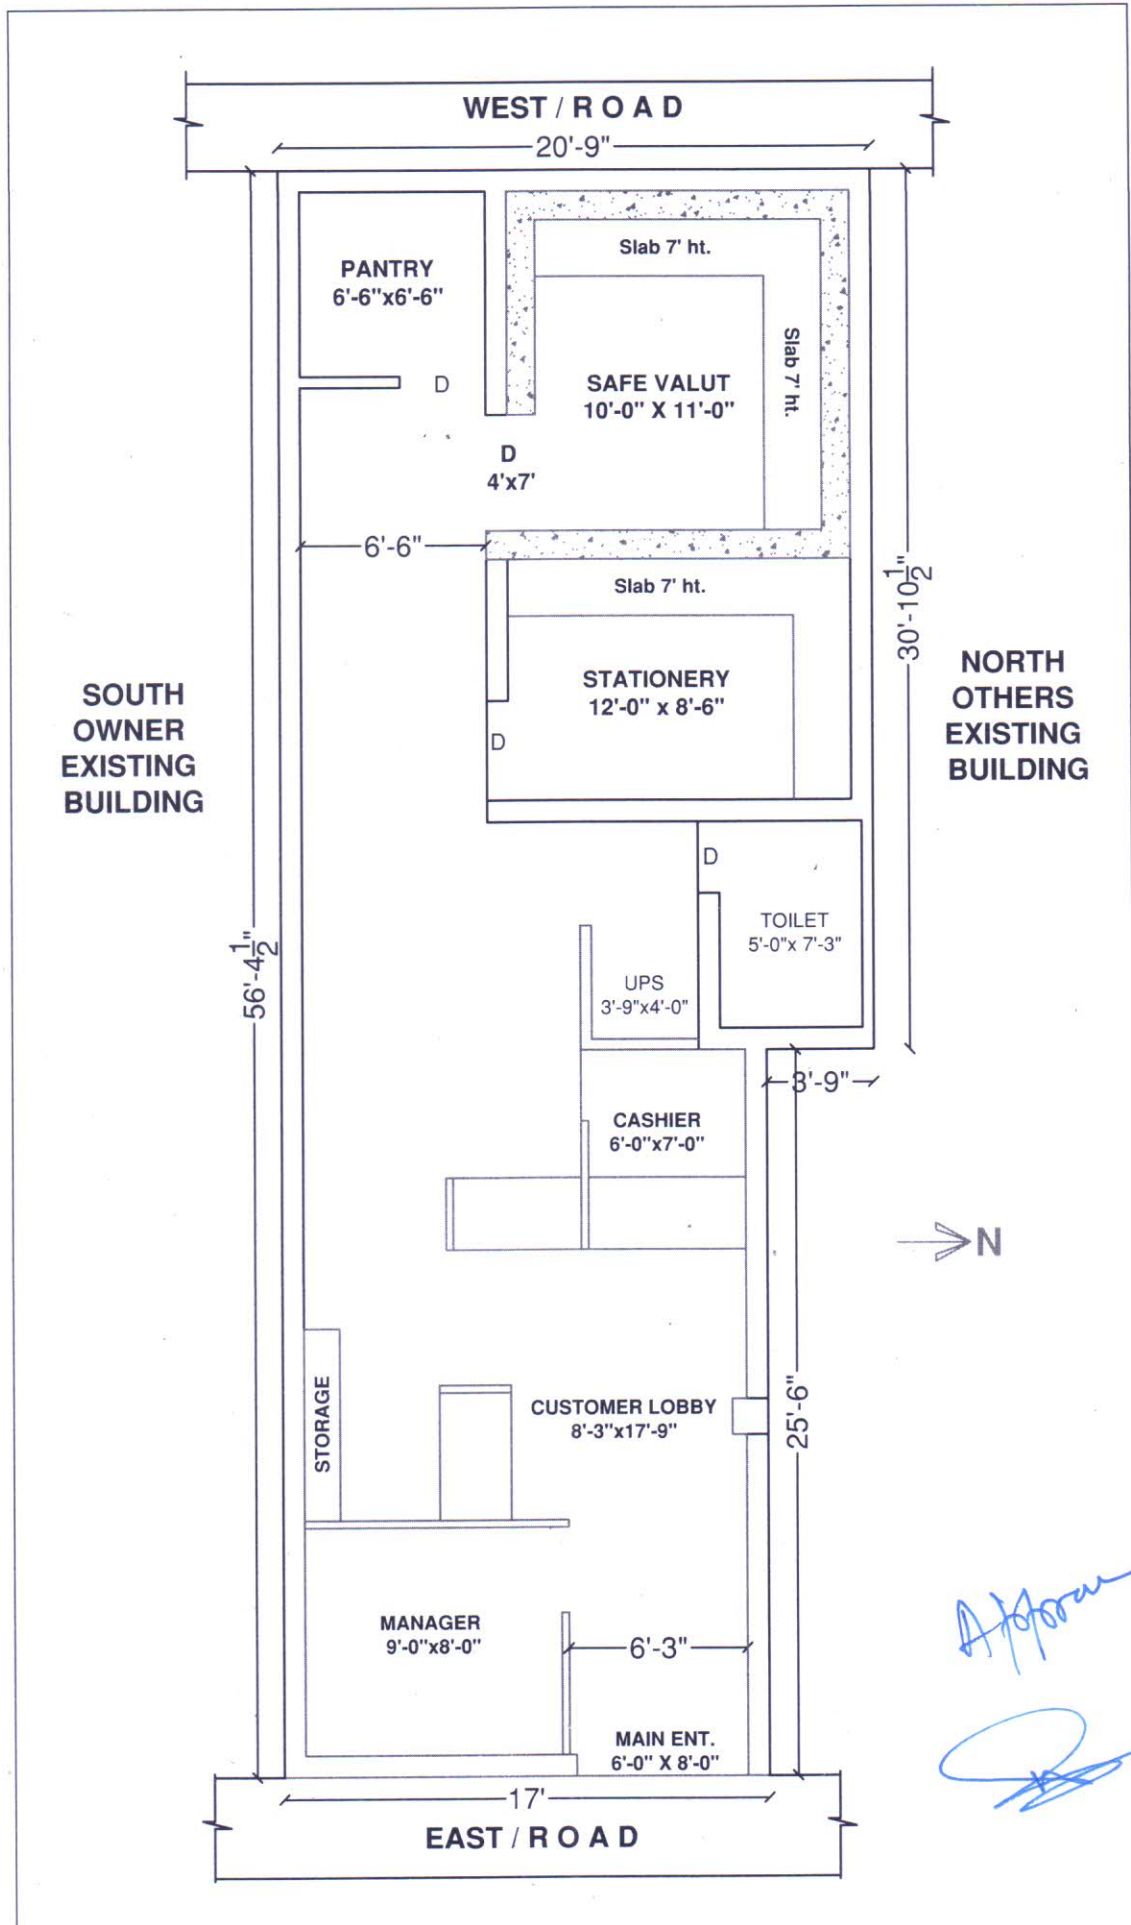 WEST / R O A D
20'-9"
Slab 7' ht.
PANTRY
6'-6"x6'-6"
Slab 7' ht.
SAFE VALUT
10'-0" X 11'-0"
D
D
4'x7'
6'-6"
Slab 7' ht.
30'-10 1/2"
STATIONERY
12'-0" x 8'-6"
D
SOUTH
OWNER
EXISTING
BUILDING
NORTH
OTHERS
EXISTING
BUILDING
D
TOILET
5'-0"x 7'-3"
56'-4 1/2"
UPS
3'-9"x4'-0"
3'-9"
CASHIER
6'-0"x7'-0"
N
STORAGE
CUSTOMER LOBBY
8'-3"x17'-9"
25'-6"
MANAGER
9'-0"x8'-0"
6'-3"
MAIN ENT.
6'-0" X 8'-0"
17'
EAST / R O A D